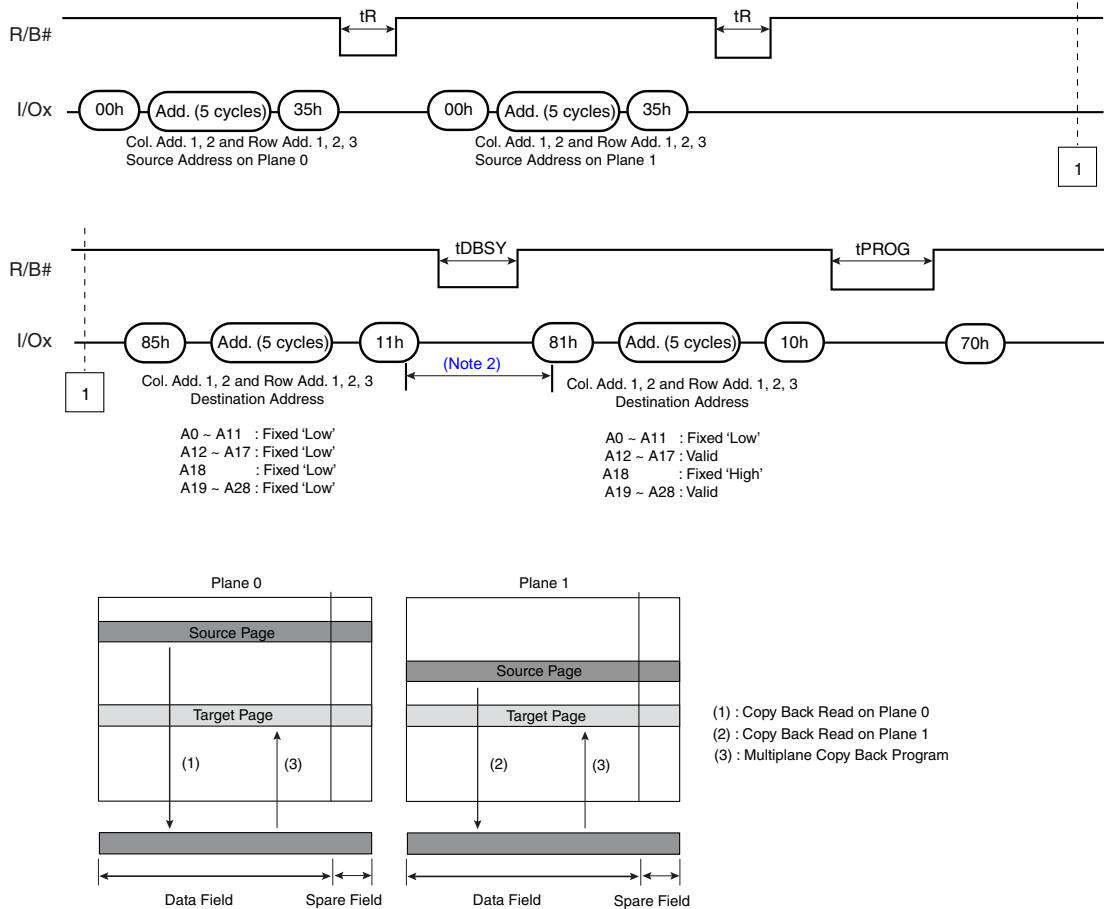 tR tR
R/B#
I/Ox 00h Add. (5 cycles) 35h 00h Add. (5 cycles) 35h
Col. Add. 1, 2 and Row Add. 1, 2, 3 Col. Add. 1, 2 and Row Add. 1, 2, 3
Source Address on Plane 0 Source Address on Plane 1
1
tDBSY tPROG
R/B#
I/Ox 85h Add. (5 cycles) 11h 81h Add. (5 cycles) 10h 70h
(Note 2)
1
Col. Add. 1, 2 and Row Add. 1, 2, 3 Col. Add. 1, 2 and Row Add. 1, 2, 3
Destination Address Destination Address
A0 ~ A11 : Fixed ‘Low’ A0 ~ A11 : Fixed ‘Low’
A12 ~ A17 : Fixed ‘Low’ A12 ~ A17 : Valid
A18 : Fixed ‘Low’ A18 : Fixed ‘High’
A19 ~ A28 : Fixed ‘Low’ A19 ~ A28 : Valid
Plane 0 Plane 1
Source Page
Source Page
Target Page Target Page
(1) : Copy Back Read on Plane 0
(2) : Copy Back Read on Plane 1
(3) : Multiplane Copy Back Program
(1) (3) (2) (3)
Data Field Spare Field Data Field Spare Field